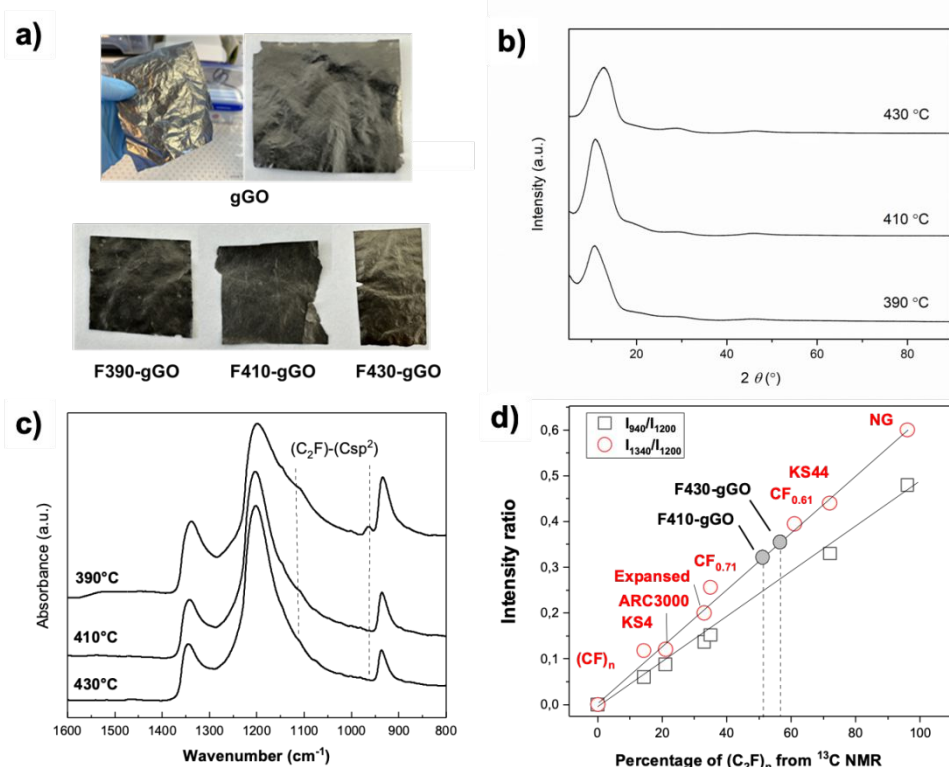 a)
gGO
F390-gGO F410-gGO F430-gGO
b)
Intensity (a.u.)
430 °C
410 °C
390 °C
20 40 60 80
2 θ (°)
c)
Absorbance (a.u.)
(C₂F)-(Csp²)
390°C
410°C
430°C
1600 1500 1400 1300 1200 1100 1000 900 800
Wavenumber (cm⁻¹)
d)
Intensity ratio
I₉₄₀/I₁₂₀₀
I₁₃₄₀/I₁₂₀₀
NG
KS44
F430-gGO
CF₀.₆₁
F410-gGO
CF₀.₇₁
Expansed
ARC3000
KS4
(CF)ₙ
0,6
0,5
0,4
0,3
0,2
0,1
0,0
0 20 40 60 80 100
Percentage of (C₂F)ₙ from ¹³C NMR